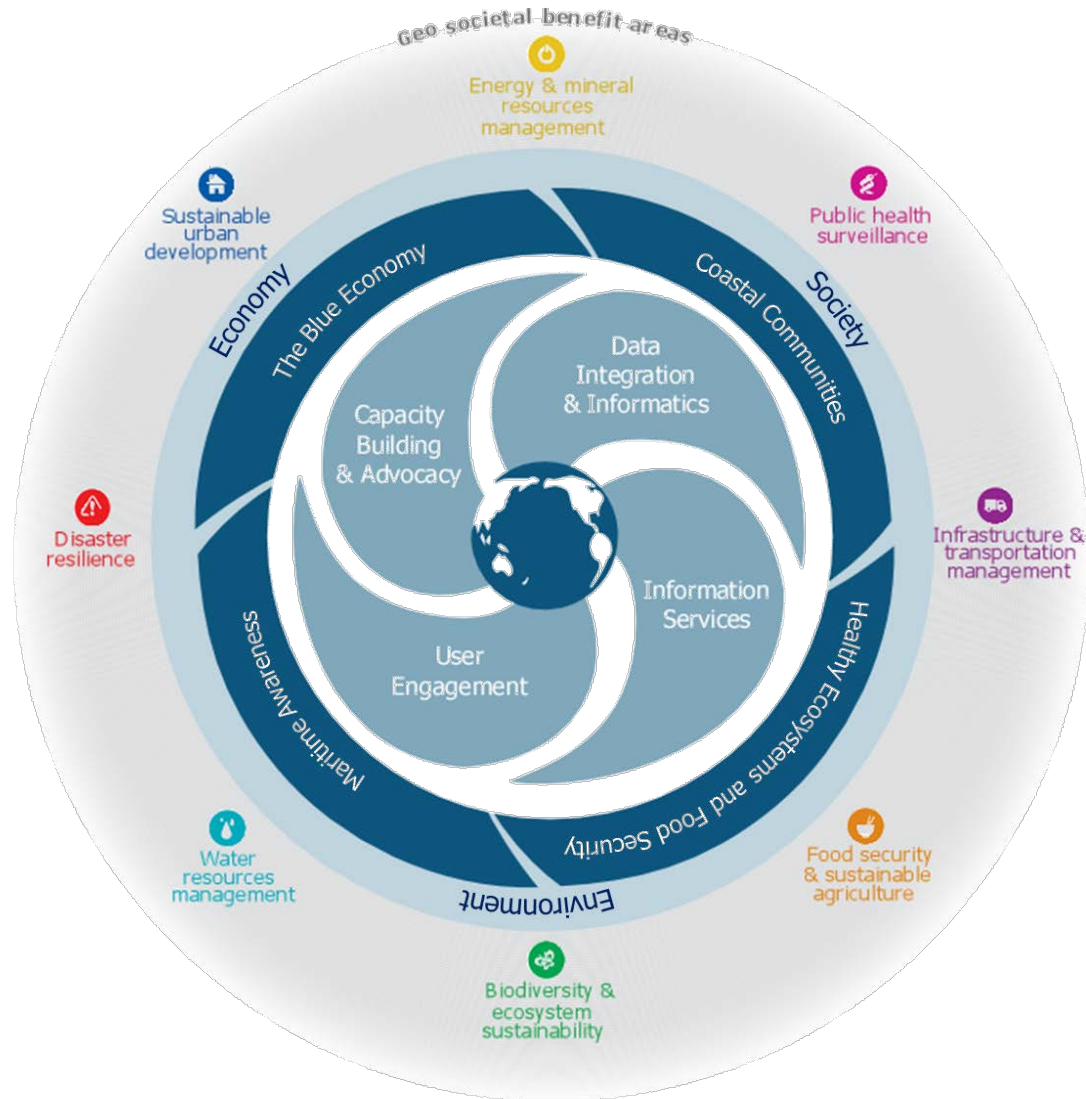 Geo societal benefit areas
Energy & mineral
resources
management
Public health
surveillance
Infrastructure &
transportation
management
Food security
& sustainable
agriculture
Biodiversity &
ecosystem
sustainability
Water
resources
management
Disaster
resilience
Sustainable
urban
development
Economy
Society
Environment
The Blue Economy
Coastal Communities
Healthy Ecosystems and Food Security
Maritime Awareness
Capacity
Building
& Advocacy
Data
Integration
& Informatics
Information
Services
User
Engagement